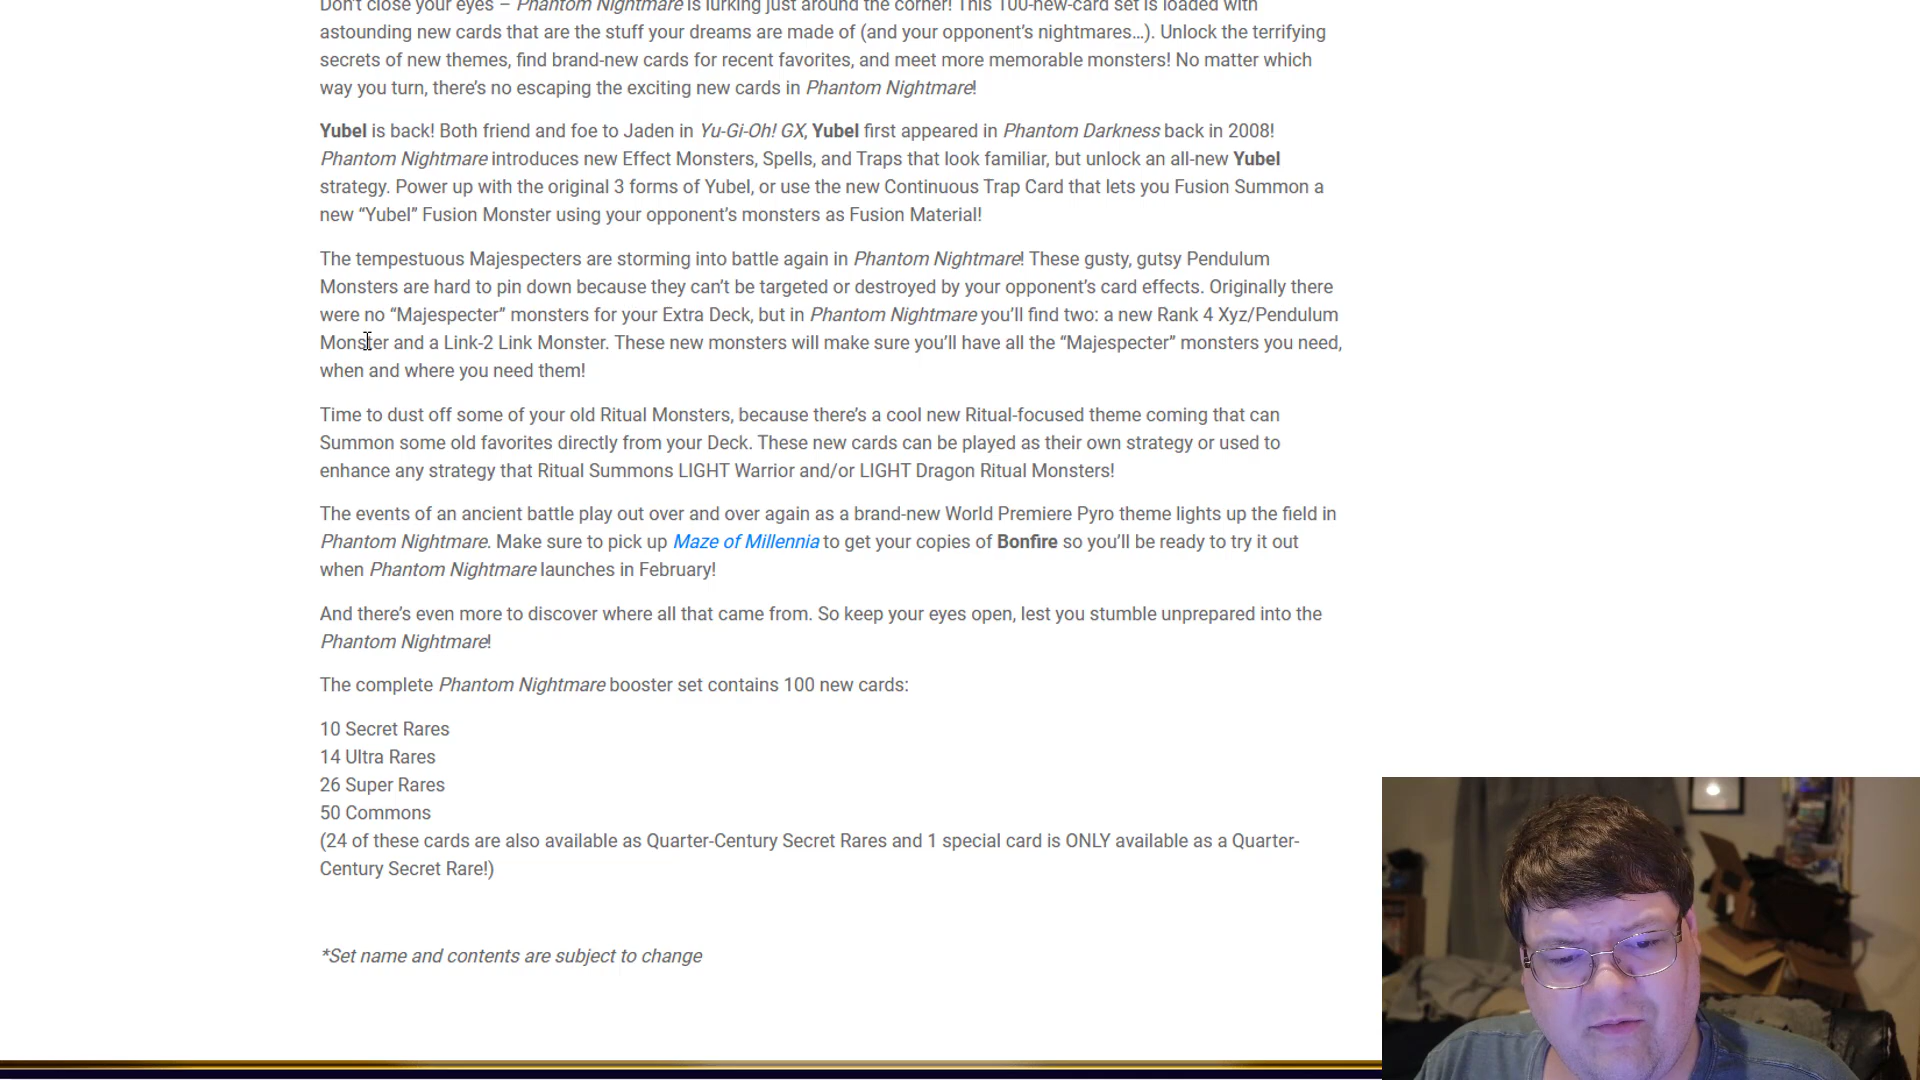 Don't close your eyes – Phantom Nightmare is lurking just around the corner! This 100-new-card set is loaded with
astounding new cards that are the stuff your dreams are made of (and your opponent's nightmares…). Unlock the terrifying
secrets of new themes, find brand-new cards for recent favorites, and meet more memorable monsters! No matter which
way you turn, there's no escaping the exciting new cards in Phantom Nightmare!
Yubel is back! Both friend and foe to Jaden in Yu-Gi-Oh! GX, Yubel first appeared in Phantom Darkness back in 2008!
Phantom Nightmare introduces new Effect Monsters, Spells, and Traps that look familiar, but unlock an all-new Yubel
strategy. Power up with the original 3 forms of Yubel, or use the new Continuous Trap Card that lets you Fusion Summon a
new “Yubel” Fusion Monster using your opponent's monsters as Fusion Material!
The tempestuous Majespecters are storming into battle again in Phantom Nightmare! These gusty, gutsy Pendulum
Monsters are hard to pin down because they can't be targeted or destroyed by your opponent's card effects. Originally there
were no “Majespecter” monsters for your Extra Deck, but in Phantom Nightmare you'll find two: a new Rank 4 Xyz/Pendulum
Monster and a Link-2 Link Monster. These new monsters will make sure you'll have all the “Majespecter” monsters you need,
when and where you need them!
Time to dust off some of your old Ritual Monsters, because there's a cool new Ritual-focused theme coming that can
Summon some old favorites directly from your Deck. These new cards can be played as their own strategy or used to
enhance any strategy that Ritual Summons LIGHT Warrior and/or LIGHT Dragon Ritual Monsters!
The events of an ancient battle play out over and over again as a brand-new World Premiere Pyro theme lights up the field in
Phantom Nightmare. Make sure to pick up Maze of Millennia to get your copies of Bonfire so you'll be ready to try it out
when Phantom Nightmare launches in February!
And there's even more to discover where all that came from. So keep your eyes open, lest you stumble unprepared into the
Phantom Nightmare!
The complete Phantom Nightmare booster set contains 100 new cards:
10 Secret Rares
14 Ultra Rares
26 Super Rares
50 Commons
(24 of these cards are also available as Quarter-Century Secret Rares and 1 special card is ONLY available as a Quarter-
Century Secret Rare!)
*Set name and contents are subject to change